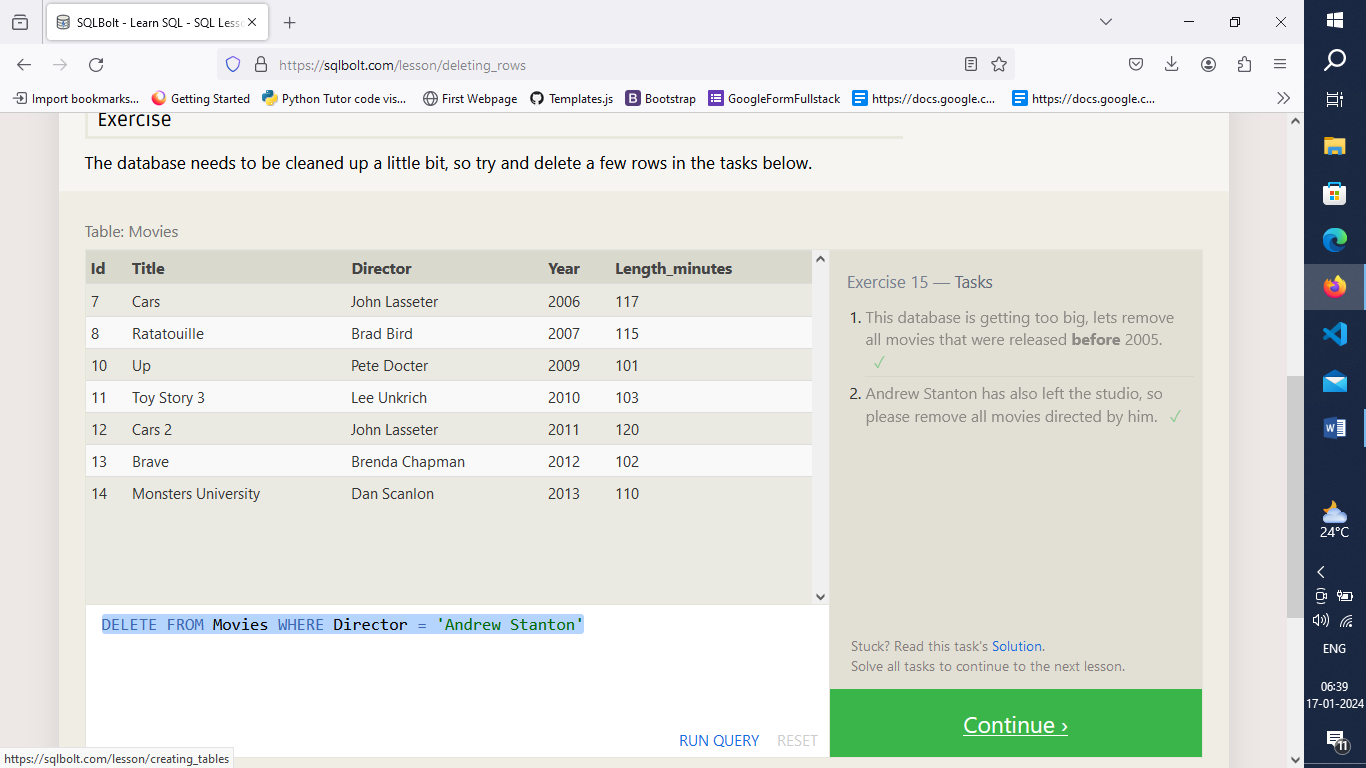 SQLBolt - Learn SQL - SQL Less
https://sqlbolt.com/lesson/deleting_rows
Import bookmarks...
Getting Started
Python Tutor code vis...
First Webpage
Templates.js
Bootstrap
GoogleFormFullstack
https://docs.google.c...
https://docs.google.c...
Exercise
The database needs to be cleaned up a little bit, so try and delete a few rows in the tasks below.
Table: Movies
Id Title Director Year Length_minutes
7 Cars John Lasseter 2006 117
8 Ratatouille Brad Bird 2007 115
10 Up Pete Docter 2009 101
11 Toy Story 3 Lee Unkrich 2010 103
12 Cars 2 John Lasseter 2011 120
13 Brave Brenda Chapman 2012 102
14 Monsters University Dan Scanlon 2013 110
DELETE FROM Movies WHERE Director = 'Andrew Stanton'
RUN QUERY RESET
Exercise 15 — Tasks
1. This database is getting too big, lets remove
all movies that were released before 2005.
✓
2. Andrew Stanton has also left the studio, so
please remove all movies directed by him. ✓
Stuck? Read this task's Solution.
Solve all tasks to continue to the next lesson.
Continue ›
https://sqlbolt.com/lesson/creating_tables
24°C
ENG
06:39
17-01-2024
11